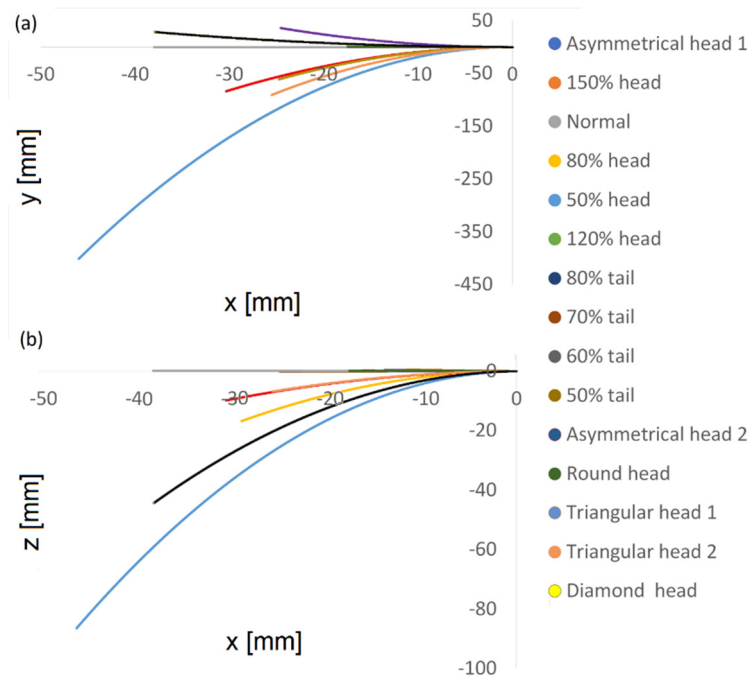 (a)
50
0
-50
-40
-30
-20
-10
0
-50
-150
-250
-350
-450
y [mm]
x [mm]
(b)
0
-50
-40
-30
-20
-10
0
-20
-40
-60
-80
-100
z [mm]
x [mm]
Asymmetrical head 1
150% head
Normal
80% head
50% head
120% head
80% tail
70% tail
60% tail
50% tail
Asymmetrical head 2
Round head
Triangular head 1
Triangular head 2
Diamond head